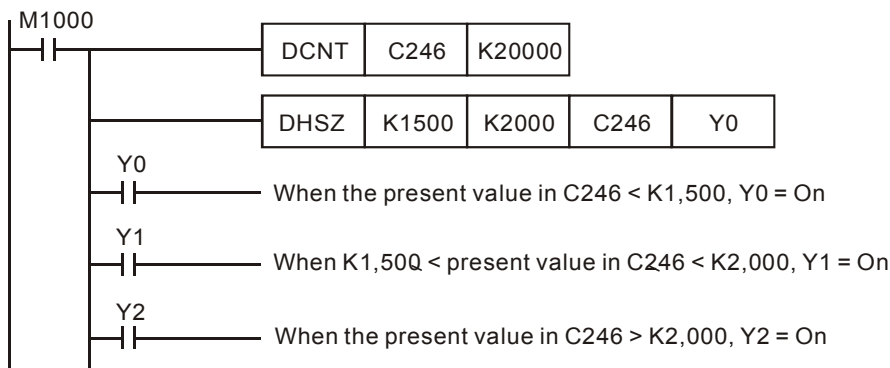 M1000
DCNT C246 K20000
DHSZ K1500 K2000 C246 Y0
Y0
When the present value in C246 < K1,500, Y0 = On
Y1
When K1,500 < present value in C246 < K2,000, Y1 = On
Y2
When the present value in C246 > K2,000, Y2 = On